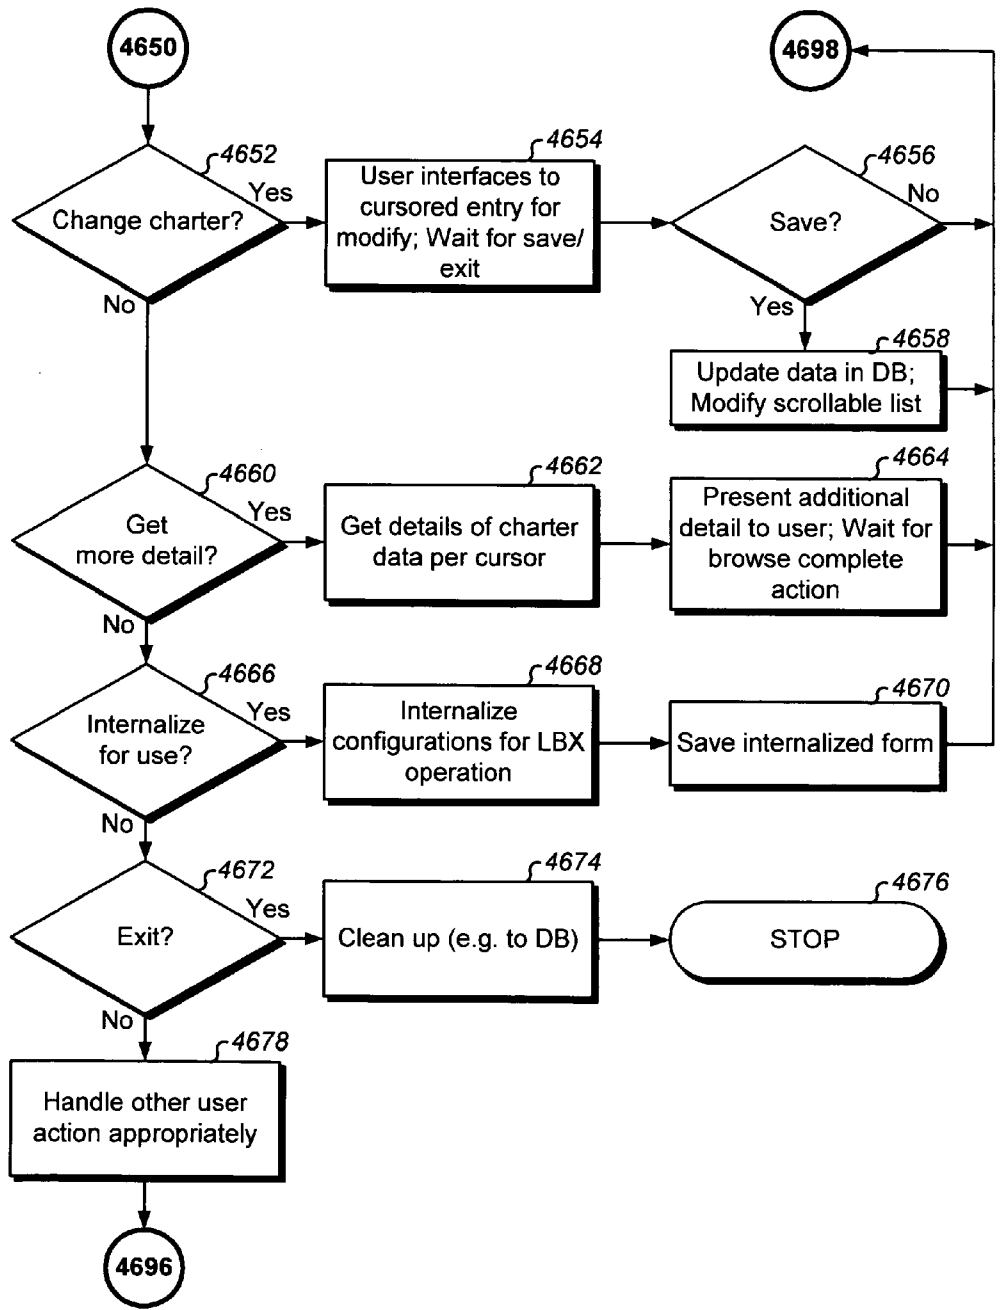 4650
4698
4652
Change charter?
Yes
No
4654
User interfaces to
cursored entry for
modify; Wait for save/
exit
4656
Save?
No
Yes
4658
Update data in DB;
Modify scrollable list
4660
Get
more detail?
Yes
No
4662
Get details of charter
data per cursor
4664
Present additional
detail to user; Wait for
browse complete
action
4666
Internalize
for use?
Yes
No
4668
Internalize
configurations for LBX
operation
4670
Save internalized form
4672
Exit?
Yes
No
4674
Clean up (e.g. to DB)
4676
STOP
4678
Handle other user
action appropriately
4696